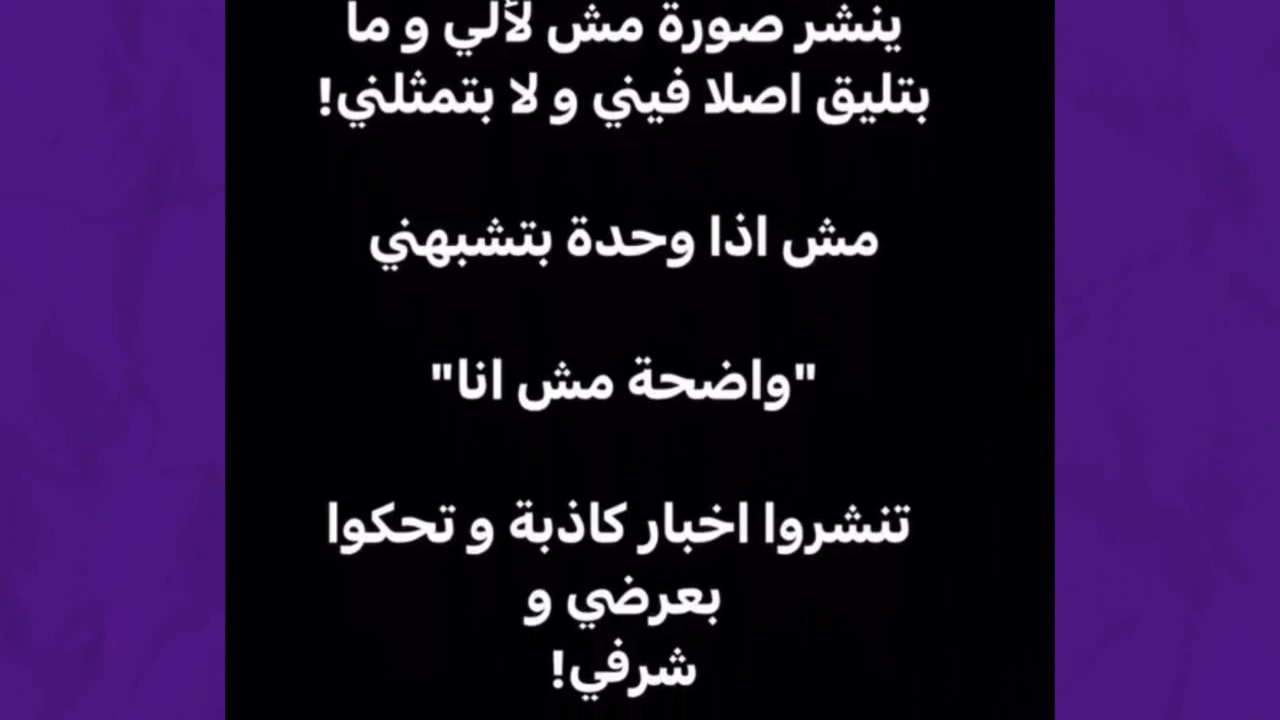 ينشر صورة مش لألي و ما
بتليق اصلا فيني و لا بتمثلني!
مش اذا وحدة بتشبهني
"واضحة مش انا"
تنشروا اخبار كاذبة و تحكوا
بعرضي و
شرفي!